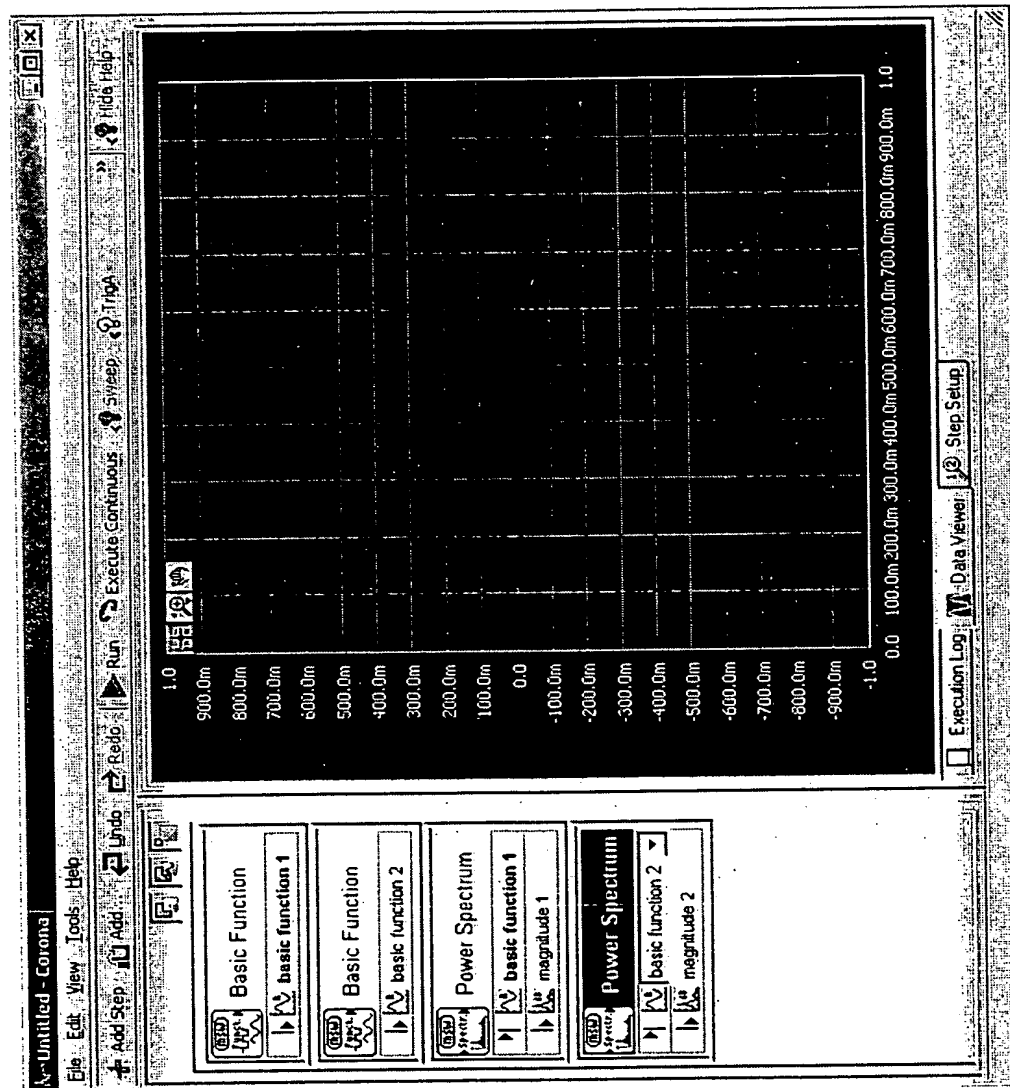 Untitled - Corona
File Edit View Tools Help
Add Step Add... Undo Redo Run Execute Continuous Sweep TrigA » Hide Help
Basic Function
basic function 1
Basic Function
basic function 2
Power Spectrum
basic function 1
magnitude 1
Power Spectrum
basic function 2
magnitude 2
1.0
900.0m
800.0m
700.0m
600.0m
500.0m
400.0m
300.0m
200.0m
100.0m
0.0
-100.0m
-200.0m
-300.0m
-400.0m
-500.0m
-600.0m
-700.0m
-800.0m
-900.0m
-1.0
0.0 100.0m 200.0m 300.0m 400.0m 500.0m 600.0m 700.0m 800.0m 900.0m 1.0
Execution Log Data Viewer Step Setup